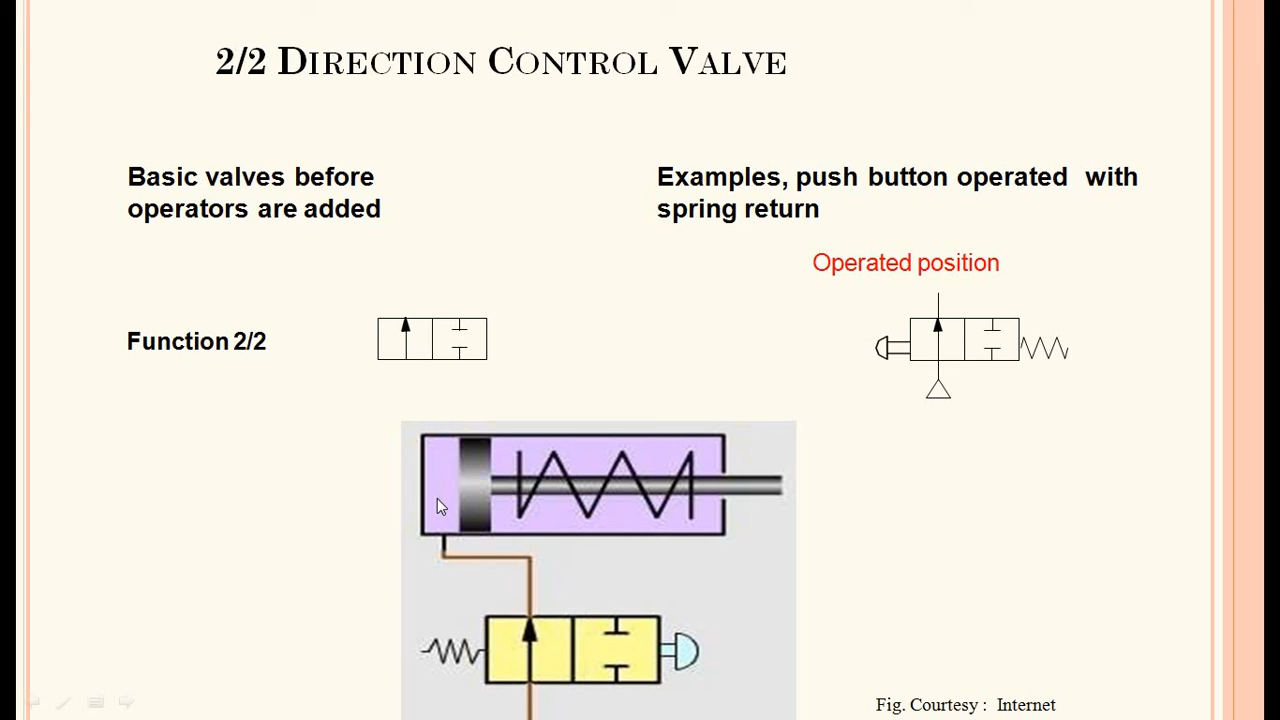 2/2 DIRECTION CONTROL VALVE
Basic valves before
operators are added
Examples, push button operated with
spring return
Operated position
Function 2/2
Fig. Courtesy : Internet